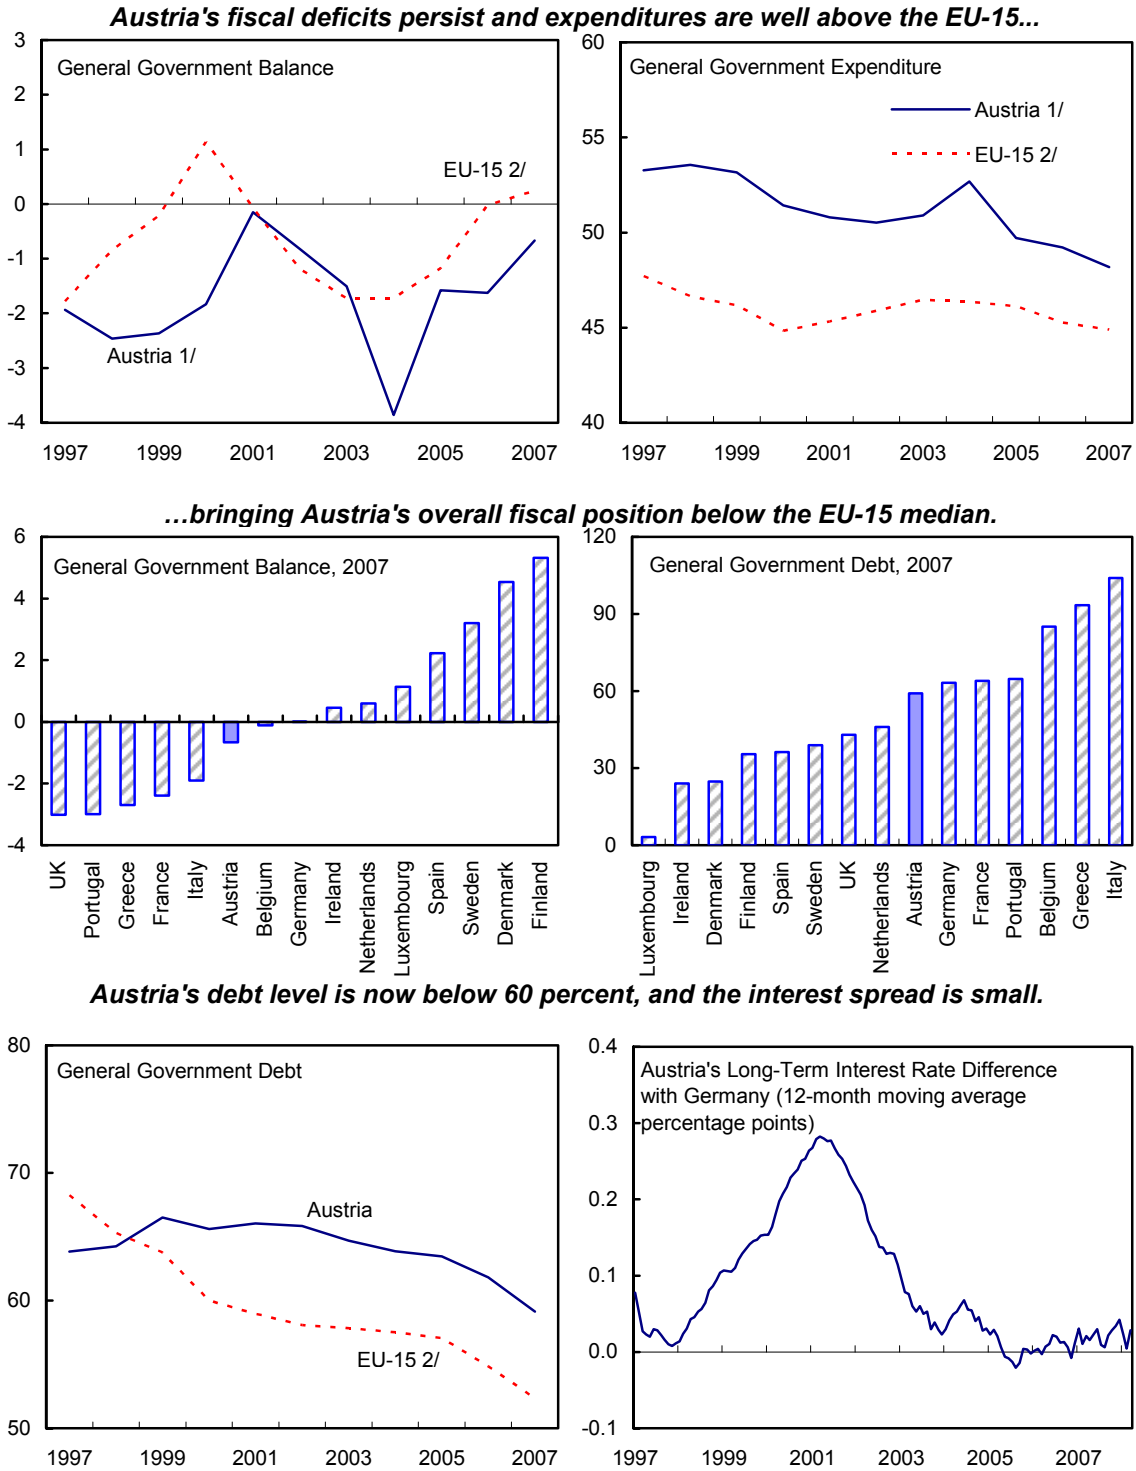 Austria's fiscal deficits persist and expenditures are well above the EU-15...
General Government Balance
3
2
1
0
-1
-2
-3
-4
EU-15 2/
Austria 1/
1997 1999 2001 2003 2005 2007
General Government Expenditure
60
55
50
45
40
Austria 1/
EU-15 2/
1997 1999 2001 2003 2005 2007
…bringing Austria's overall fiscal position below the EU-15 median.
General Government Balance, 2007
6
4
2
0
-2
-4
UK
Portugal
Greece
France
Italy
Austria
Belgium
Germany
Ireland
Netherlands
Luxembourg
Spain
Sweden
Denmark
Finland
General Government Debt, 2007
120
90
60
30
0
Luxembourg
Ireland
Denmark
Finland
Spain
Sweden
UK
Netherlands
Austria
Germany
France
Portugal
Belgium
Greece
Italy
Austria's debt level is now below 60 percent, and the interest spread is small.
General Government Debt
80
70
60
50
Austria
EU-15 2/
1997 1999 2001 2003 2005 2007
Austria's Long-Term Interest Rate Difference
with Germany (12-month moving average
percentage points)
0.4
0.3
0.2
0.1
0.0
-0.1
1997 1999 2001 2003 2005 2007